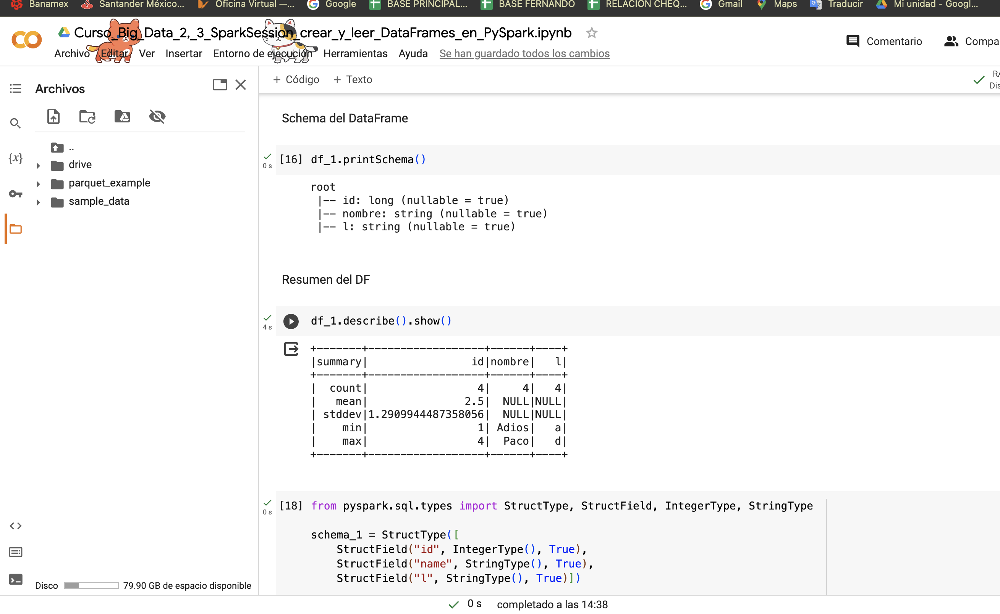 Banamex Santander México... Oficina Virtual —... Google BASE PRINCIPAL... BASE FERNANDO RELACION CHEQ... Gmail Maps Traducir Mi unidad - Googl...
Curso_Big_Data_2,_3_SparkSession_crear_y_leer_DataFrames_en_PySpark.ipynb
Comentario Compa
Archivo Editar Ver Insertar Entorno de ejecución Herramientas Ayuda Se han guardado todos los cambios
Archivos
+ Código + Texto
RA
Dis
..
drive
parquet_example
sample_data
{x}
Schema del DataFrame
[16] df_1.printSchema()
0 s
root
 |-- id: long (nullable = true)
 |-- nombre: string (nullable = true)
 |-- l: string (nullable = true)
Resumen del DF
df_1.describe().show()
4 s
+-------+------------------+------+----+
|summary|                id|nombre|   l|
+-------+------------------+------+----+
|  count|                 4|     4|   4|
|   mean|               2.5|  NULL|NULL|
| stddev|1.2909944487358056|  NULL|NULL|
|    min|                 1| Adios|   a|
|    max|                 4|  Paco|   d|
+-------+------------------+------+----+
[18] from pyspark.sql.types import StructType, StructField, IntegerType, StringType
0 s
schema_1 = StructType([
    StructField("id", IntegerType(), True),
    StructField("name", StringType(), True),
    StructField("l", StringType(), True)])
Disco 79.90 GB de espacio disponible
0 s completado a las 14:38